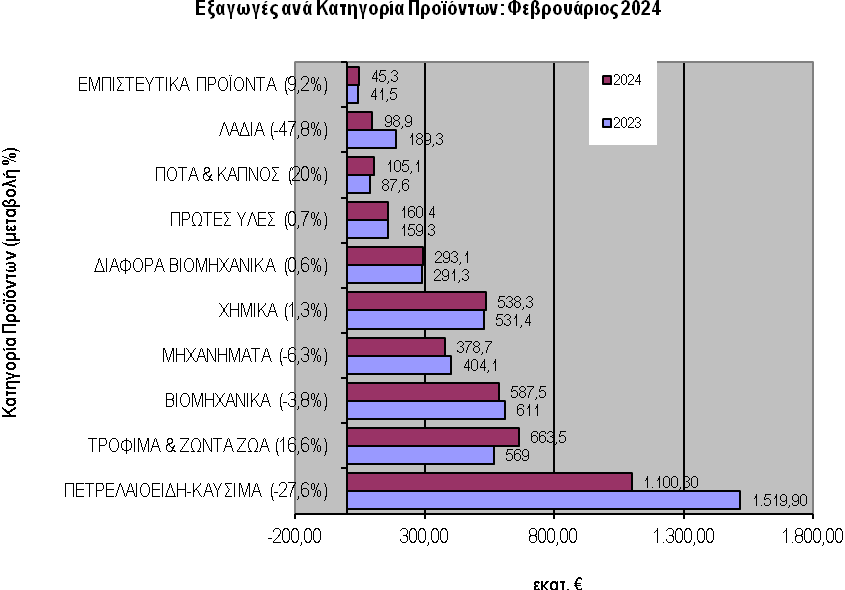 Εξαγωγές ανά Κατηγορία Προϊόντων: Φεβρουάριος 2024
Κατηγορία Προϊόντων (μεταβολή %)
2024
2023
ΕΜΠΙΣΤΕΥΤΙΚΑ ΠΡΟΪΟΝΤΑ (9,2%) 45,3
41,5
ΛΑΔΙΑ (-47,8%) 98,9
189,3
ΠΟΤΑ & ΚΑΠΝΟΣ (20%) 105,1
87,6
ΠΡΩΤΕΣ ΥΛΕΣ (0,7%) 160,4
159,3
ΔΙΑΦΟΡΑ ΒΙΟΜΗΧΑΝΙΚΑ (0,6%) 293,1
291,3
ΧΗΜΙΚΑ (1,3%) 538,3
531,4
ΜΗΧΑΝΗΜΑΤΑ (-6,3%) 378,7
404,1
ΒΙΟΜΗΧΑΝΙΚΑ (-3,8%) 587,5
611
ΤΡΟΦΙΜΑ & ΖΩΝΤΑ ΖΩΑ (16,6%) 663,5
569
ΠΕΤΡΕΛΑΙΟΕΙΔΗ-ΚΑΥΣΙΜΑ (-27,6%) 1.100,30
1.519,90
-200,00 300,00 800,00 1.300,00 1.800,00
εκατ. €